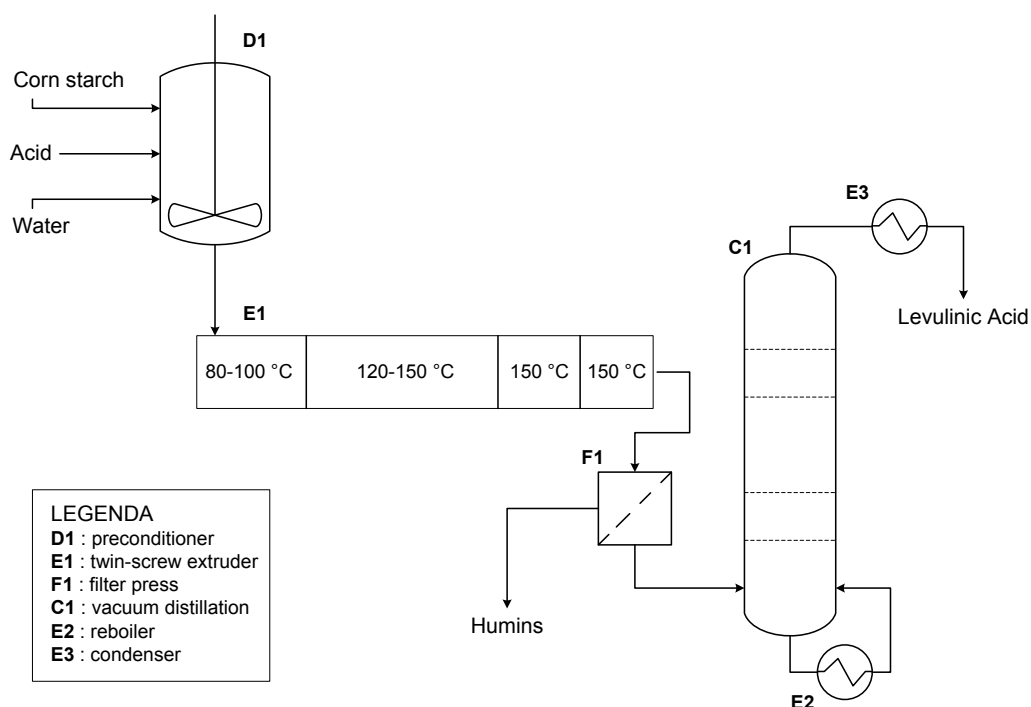 D1
Corn starch
Acid
Water
E3
C1
Levulinic Acid
E1
80-100 °C
120-150 °C
150 °C
150 °C
F1
LEGENDA
D1 : preconditioner
E1 : twin-screw extruder
F1 : filter press
C1 : vacuum distillation
E2 : reboiler
E3 : condenser
Humins
E2